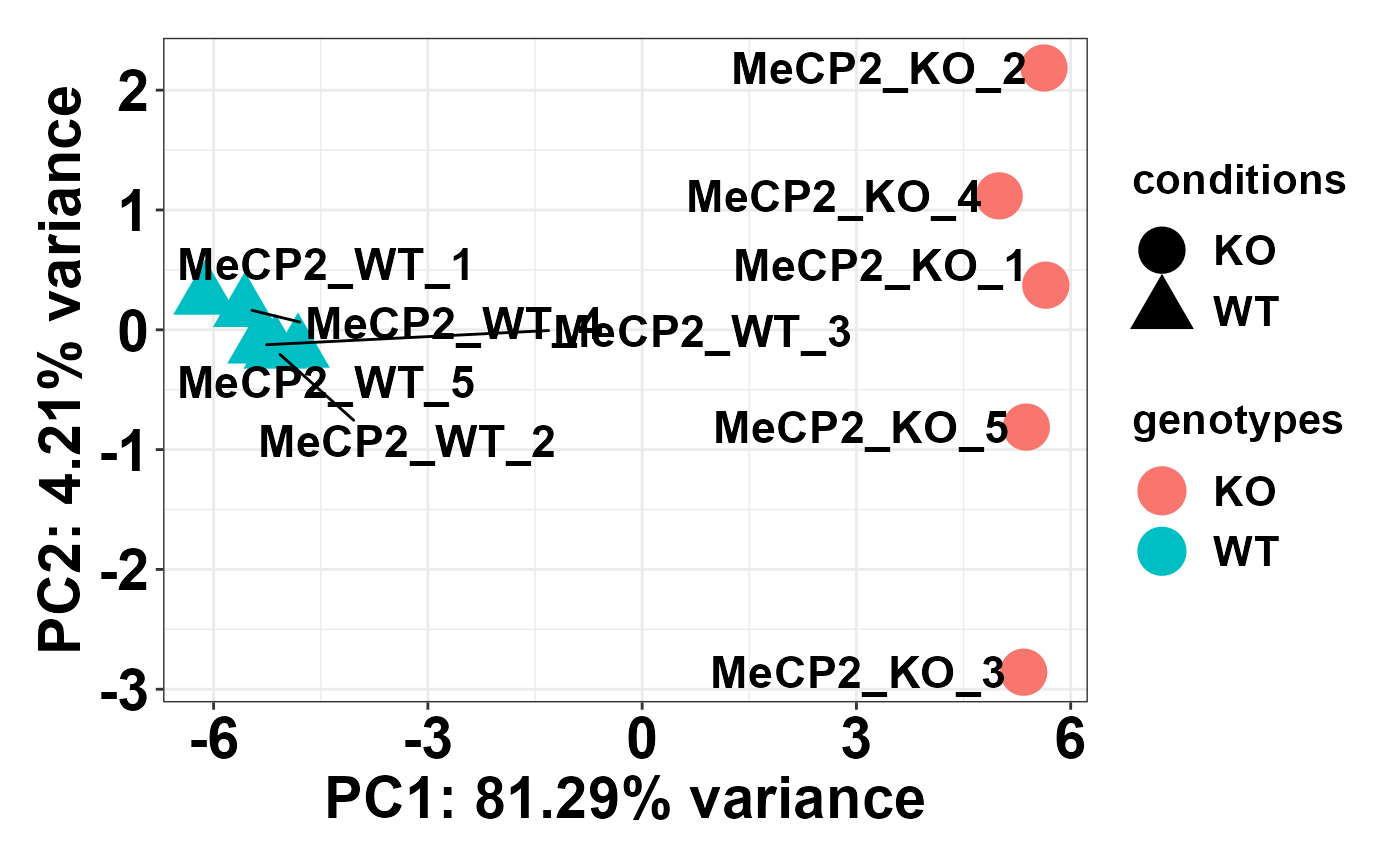 MeCP2_KO_2
MeCP2_KO_4
MeCP2_KO_1
MeCP2_WT_1
MeCP2_WT_4
MeCP2_WT_3
MeCP2_WT_5
MeCP2_KO_5
MeCP2_WT_2
MeCP2_KO_3
2
1
0
-1
-2
-3
PC2: 4.21% variance
-6 -3 0 3 6
PC1: 81.29% variance
conditions
KO
WT
genotypes
KO
WT